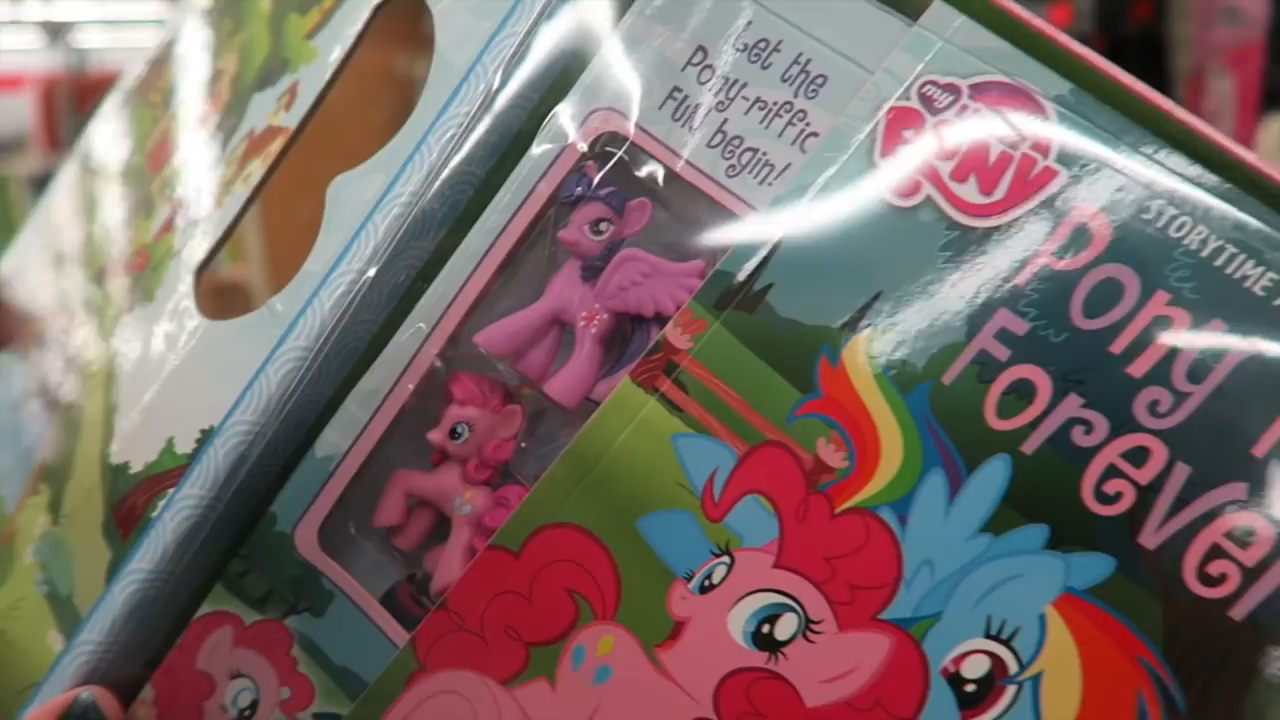 Let the
Pony-riffic
FUN begin!
my
PONY
STORYTIME
Pony
Forever